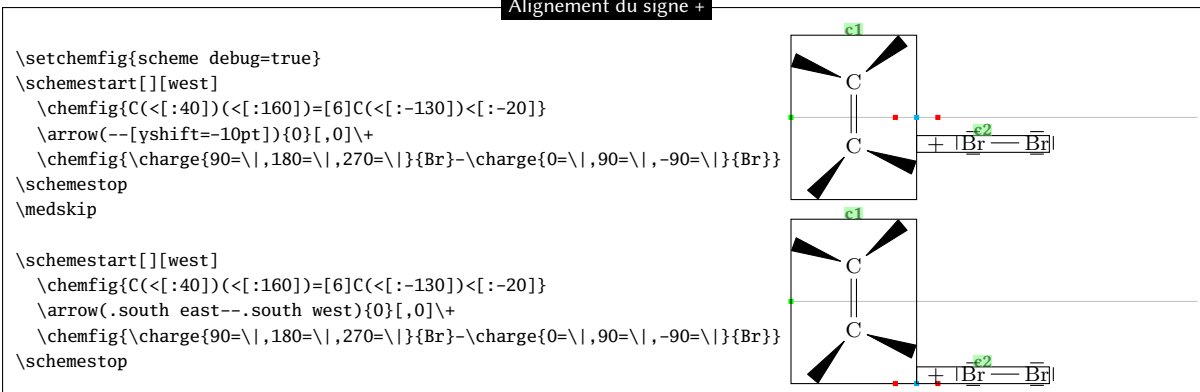 Alignement du signe +
\setchemfig{scheme debug=true}
\schemestart[][west]
\chemfig{C(<[:40])(<[:160])=[6]C(<[:-130])<[:-20]}
\arrow(--[yshift=-10pt]){0}[,0]\+
\chemfig{\charge{90=\|,180=\|,270=\|}{Br}-\charge{0=\|,90=\|,-90=\|}{Br}}
\schemestop
\medskip
\schemestart[][west]
\chemfig{C(<[:40])(<[:160])=[6]C(<[:-130])<[:-20]}
\arrow(.south east--.south west){0}[,0]\+
\chemfig{\charge{90=\|,180=\|,270=\|}{Br}-\charge{0=\|,90=\|,-90=\|}{Br}}
\schemestop
c1
C
C
c2
+ Br Br
c1
C
C
c2
+ Br Br